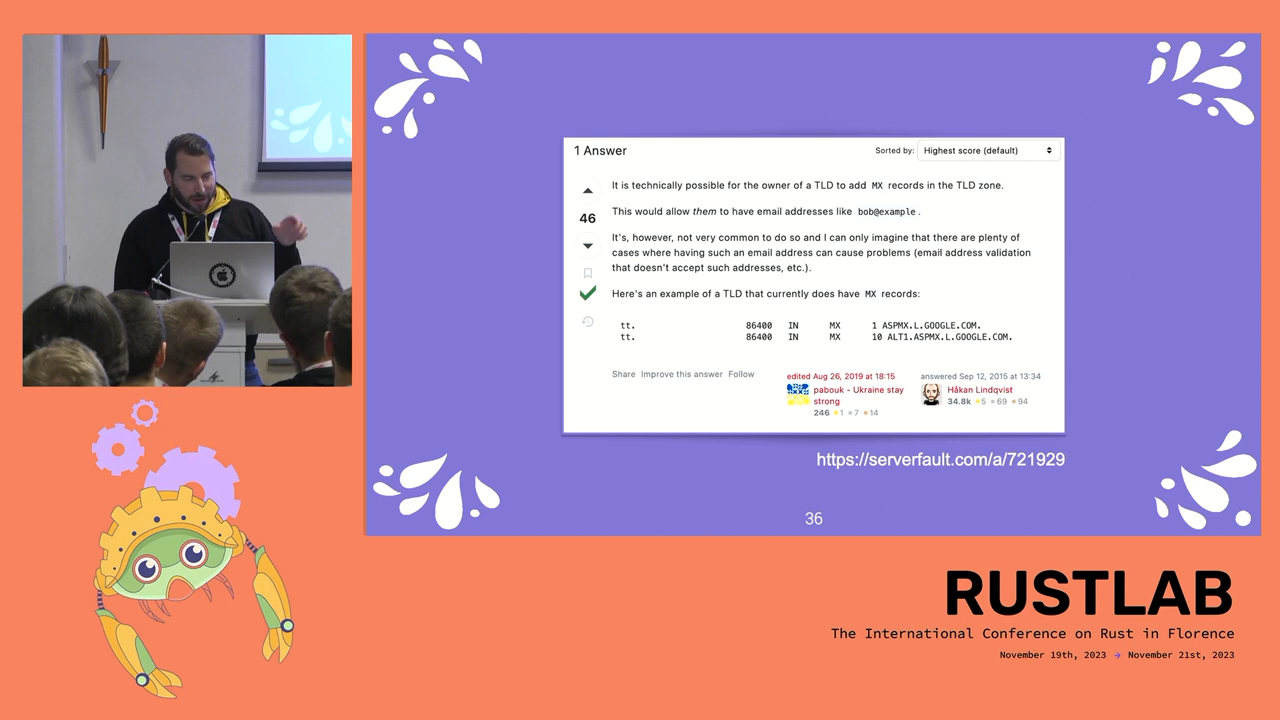 1 Answer
Sorted by: Highest score (default)
It is technically possible for the owner of a TLD to add MX records in the TLD zone.
46
This would allow them to have email addresses like bob@example.
It's, however, not very common to do so and I can only imagine that there are plenty of
cases where having such an email address can cause problems (email address validation
that doesn't accept such addresses, etc.).
Here's an example of a TLD that currently does have MX records:
tt. 86400 IN MX 1 ASPMX.L.GOOGLE.COM.
tt. 86400 IN MX 10 ALT1.ASPMX.L.GOOGLE.COM.
Share Improve this answer Follow
edited Aug 26, 2019 at 18:15
pabouk - Ukraine stay
strong
246 1 7 14
answered Sep 12, 2015 at 13:34
Håkan Lindqvist
34.8k 5 69 94
https://serverfault.com/a/721929
36
RUSTLAB
The International Conference on Rust in Florence
November 19th, 2023 → November 21st, 2023